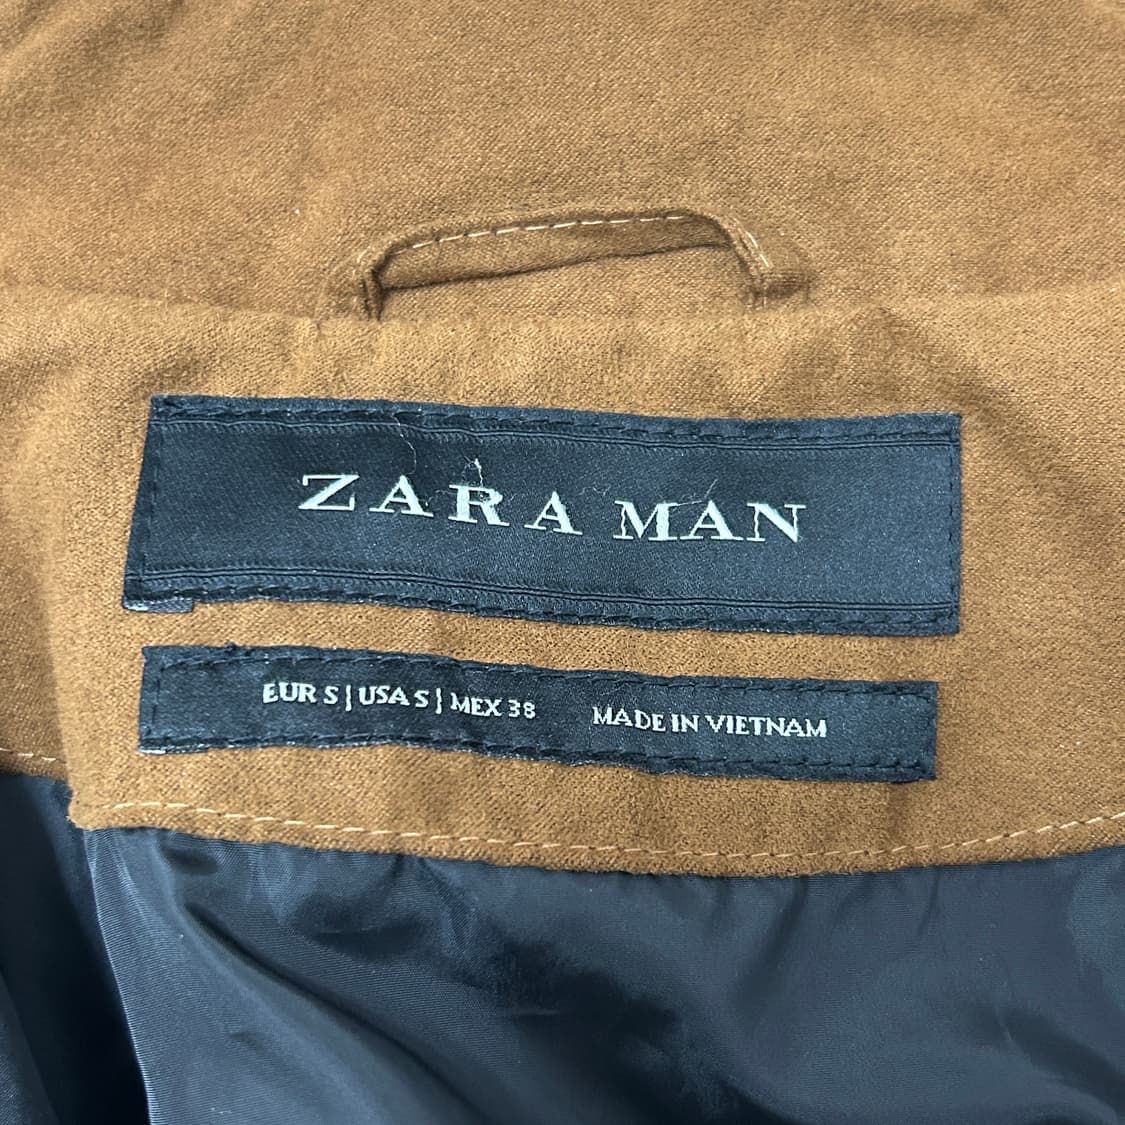 ZARA MAN
EUR S | USA S | MEX 38 MADE IN VIETNAM